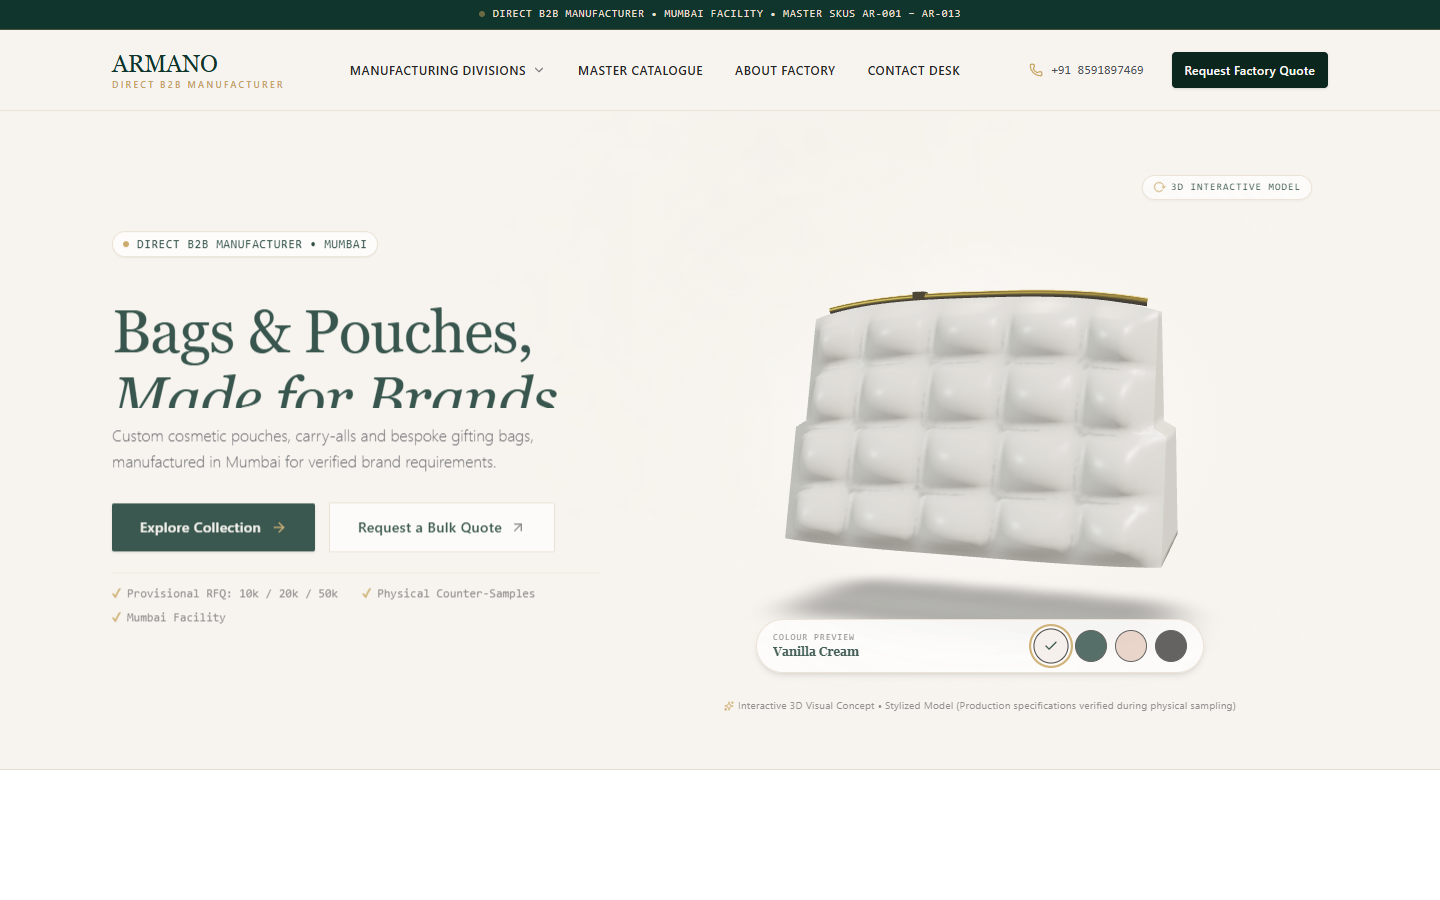 DIRECT B2B MANUFACTURER • MUMBAI FACILITY • MASTER SKUS AR-001 – AR-013
ARMANO
DIRECT B2B MANUFACTURER
MANUFACTURING DIVISIONS
MASTER CATALOGUE
ABOUT FACTORY
CONTACT DESK
+91 8591897469
Request Factory Quote
3D INTERACTIVE MODEL
DIRECT B2B MANUFACTURER • MUMBAI
Bags & Pouches,
Made for Brands
Custom cosmetic pouches, carry-alls and bespoke gifting bags,
manufactured in Mumbai for verified brand requirements.
Explore Collection →
Request a Bulk Quote ↗
✓ Provisional RFQ: 10k / 20k / 50k
✓ Physical Counter-Samples
✓ Mumbai Facility
COLOUR PREVIEW
Vanilla Cream
Interactive 3D Visual Concept • Stylized Model (Production specifications verified during physical sampling)